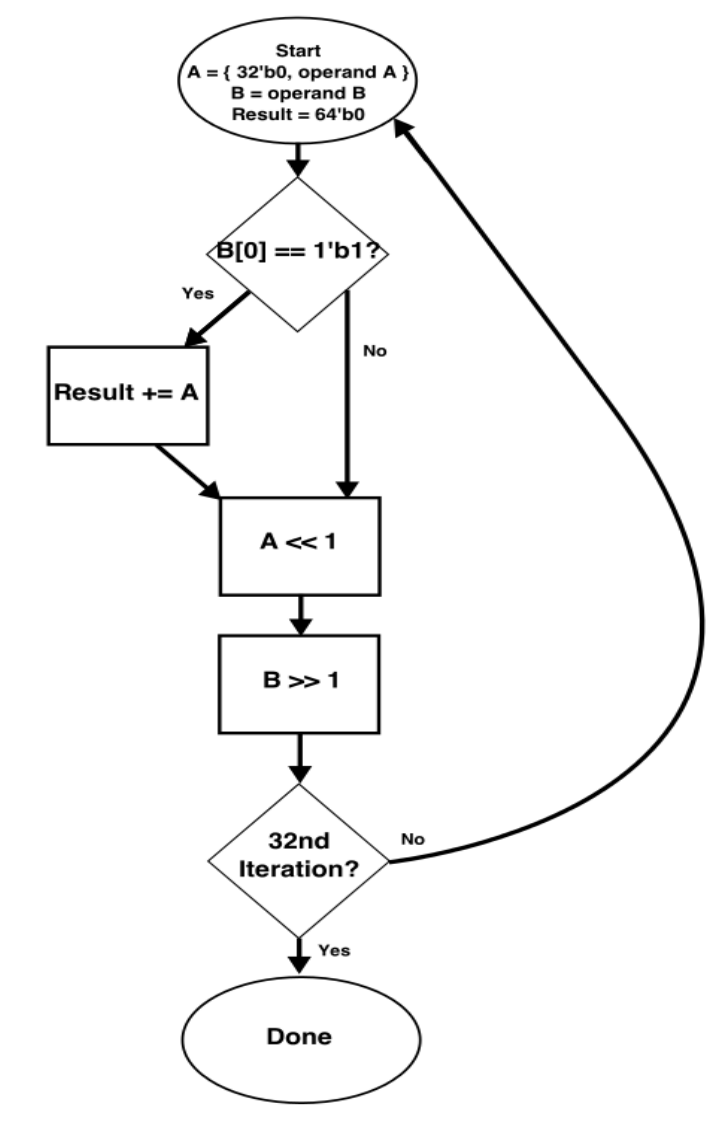 Start
A = { 32'b0, operand A }
B = operand B
Result = 64'b0
B[0] == 1'b1?
Yes
No
Result += A
A << 1
B >> 1
32nd
Iteration?
No
Yes
Done